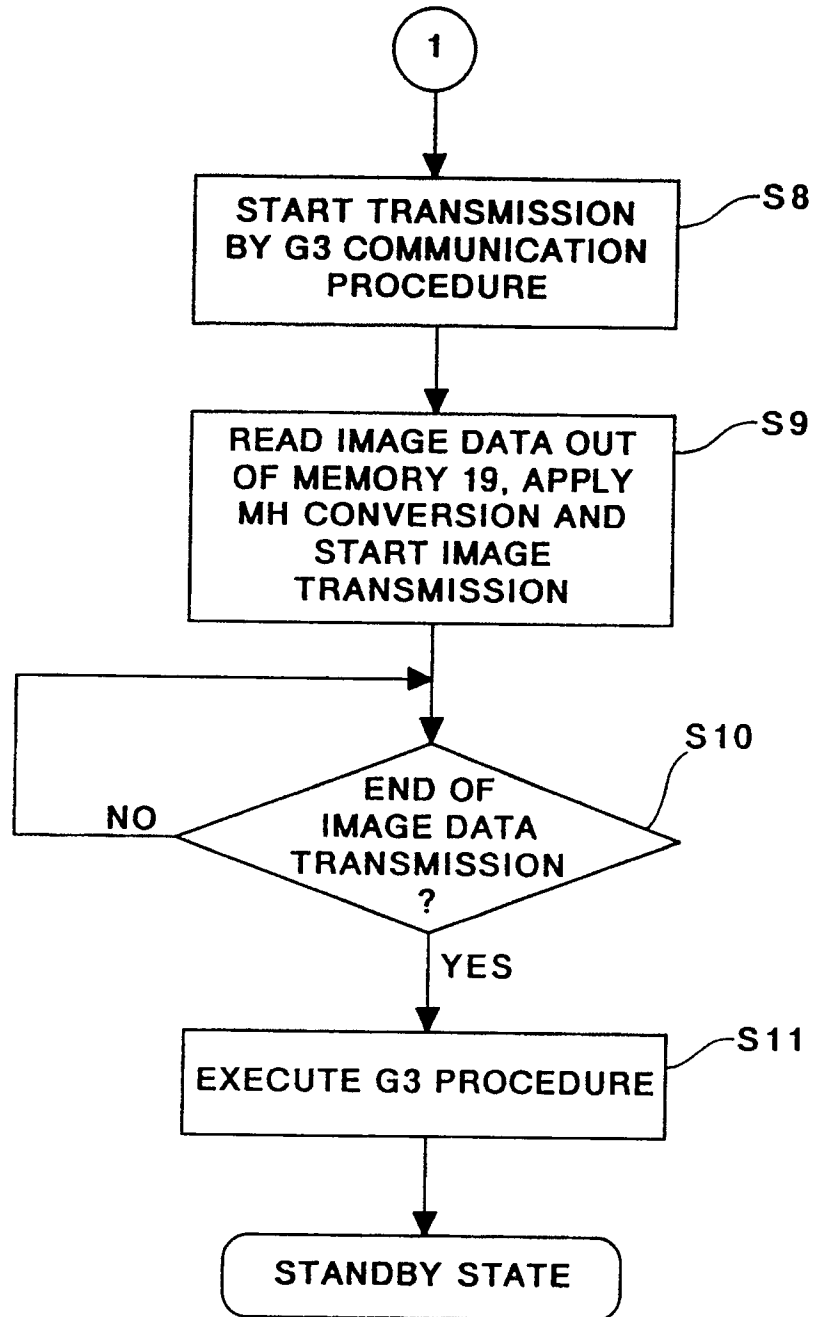 1
START TRANSMISSION
BY G3 COMMUNICATION
PROCEDURE
S8
READ IMAGE DATA OUT
OF MEMORY 19, APPLY
MH CONVERSION AND
START IMAGE
TRANSMISSION
S9
END OF
IMAGE DATA
TRANSMISSION
?
S10
NO
YES
EXECUTE G3 PROCEDURE
S11
STANDBY STATE